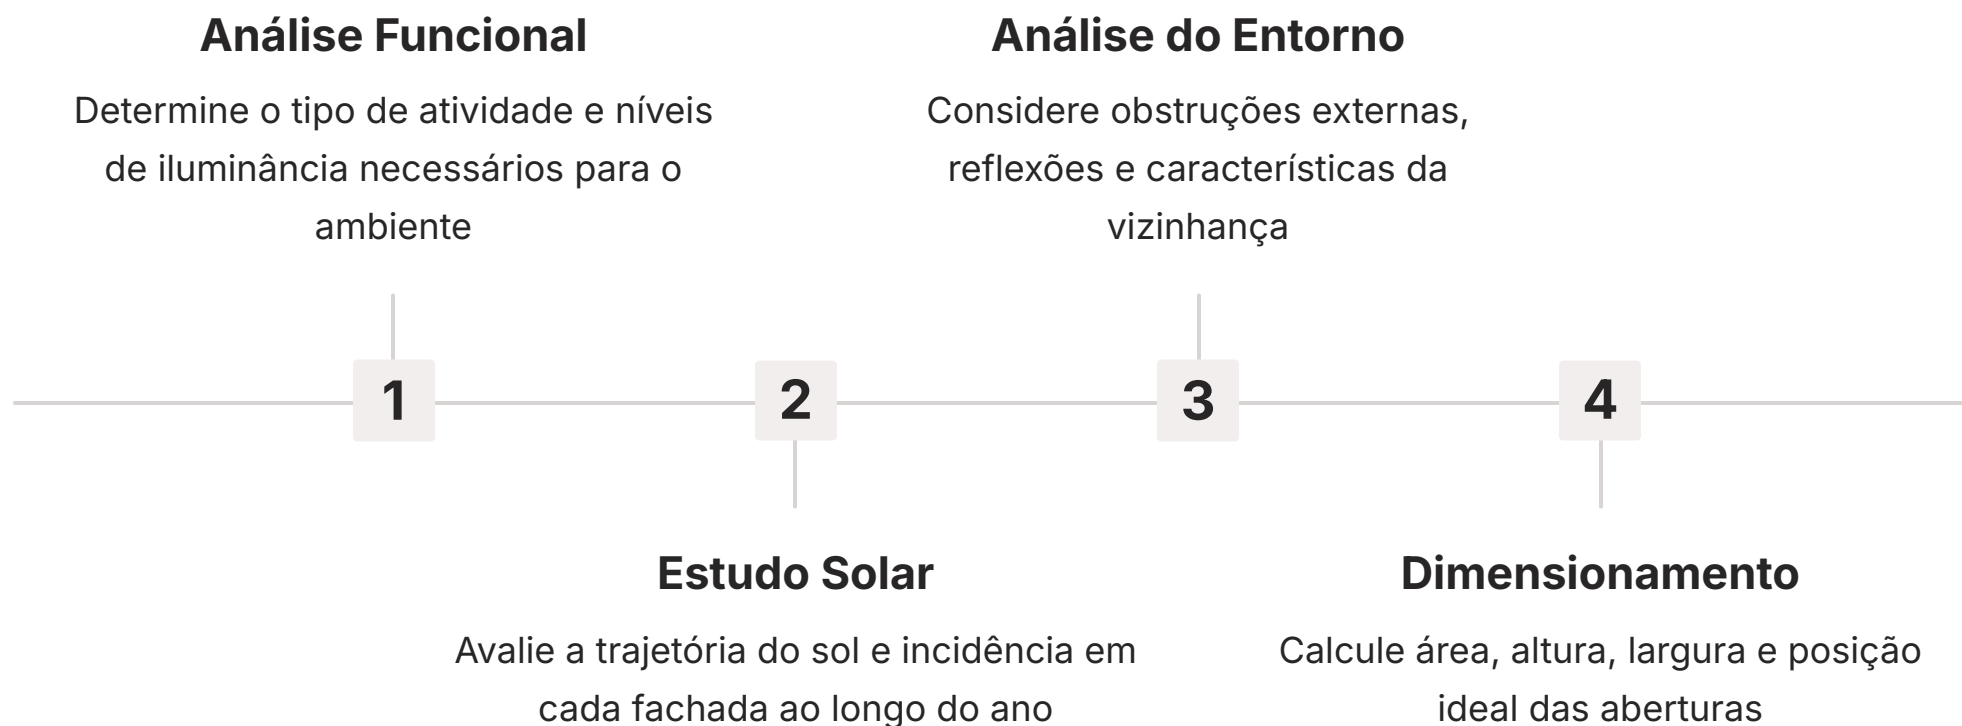 Análise Funcional
Determine o tipo de atividade e níveis
de iluminância necessários para o
ambiente
Análise do Entorno
Considere obstruções externas,
reflexões e características da
vizinhança
1
2
3
4
Estudo Solar
Avalie a trajetória do sol e incidência em
cada fachada ao longo do ano
Dimensionamento
Calcule área, altura, largura e posição
ideal das aberturas